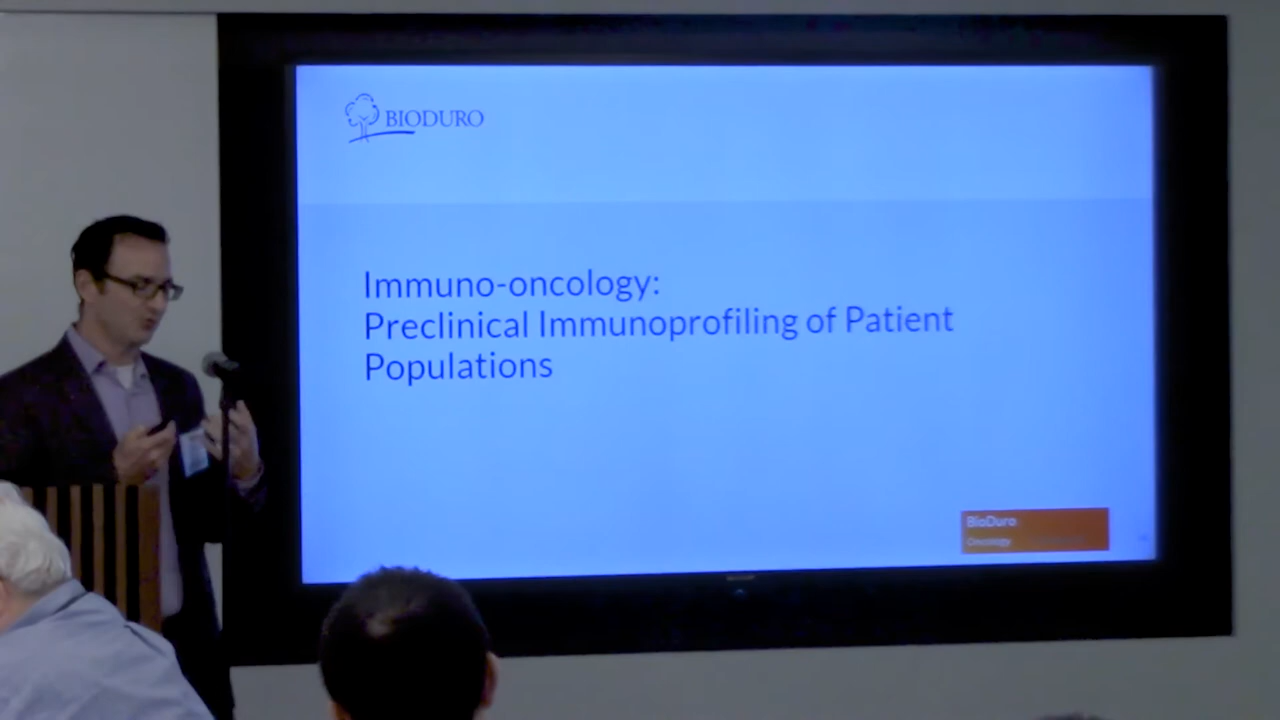 BIODURO
Immuno-oncology:
Preclinical Immunoprofiling of Patient
Populations
BioDuro
Oncology